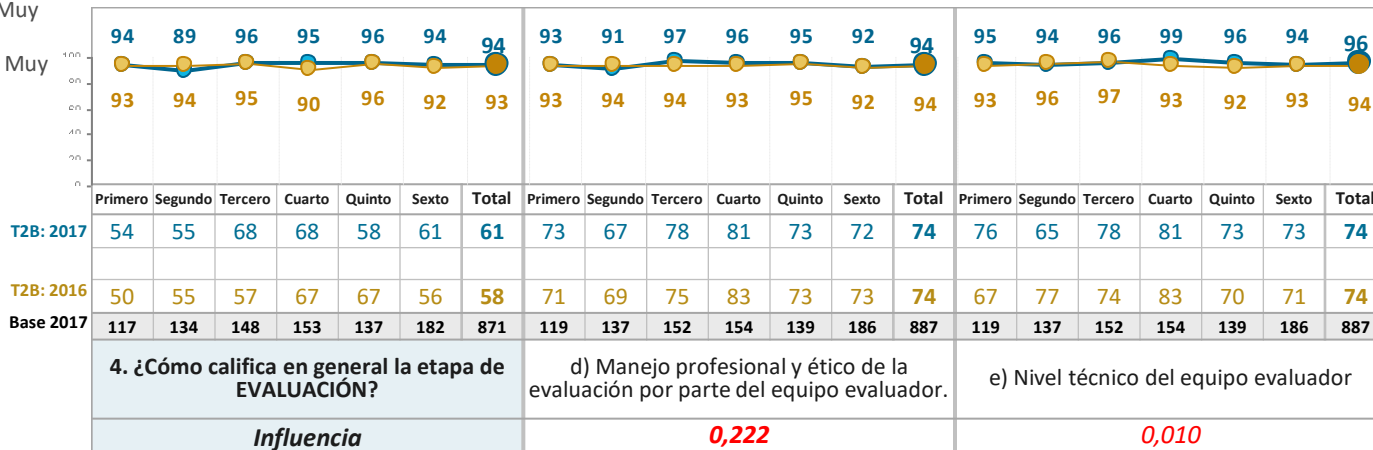 Muy
94 89 96 95 96 94 94 93 91 97 96 95 92 94 95 94 96 99 96 94 96
Muy
100
80
93 94 95 90 96 92 93 93 94 94 93 95 92 94 93 96 97 93 92 93 94
60
40
20
0
Primero Segundo Tercero Cuarto Quinto Sexto Total Primero Segundo Tercero Cuarto Quinto Sexto Total Primero Segundo Tercero Cuarto Quinto Sexto Total
T2B: 2017 54 55 68 68 58 61 61 73 67 78 81 73 72 74 76 65 78 81 73 73 74
T2B: 2016 50 55 57 67 67 56 58 71 69 75 83 73 73 74 67 77 74 83 70 71 74
Base 2017 117 134 148 153 137 182 871 119 137 152 154 139 186 887 119 137 152 154 139 186 887
4. ¿Cómo califica en general la etapa de
EVALUACIÓN?
d) Manejo profesional y ético de la
evaluación por parte del equipo evaluador.
e) Nivel técnico del equipo evaluador
Influencia 0,222 0,010